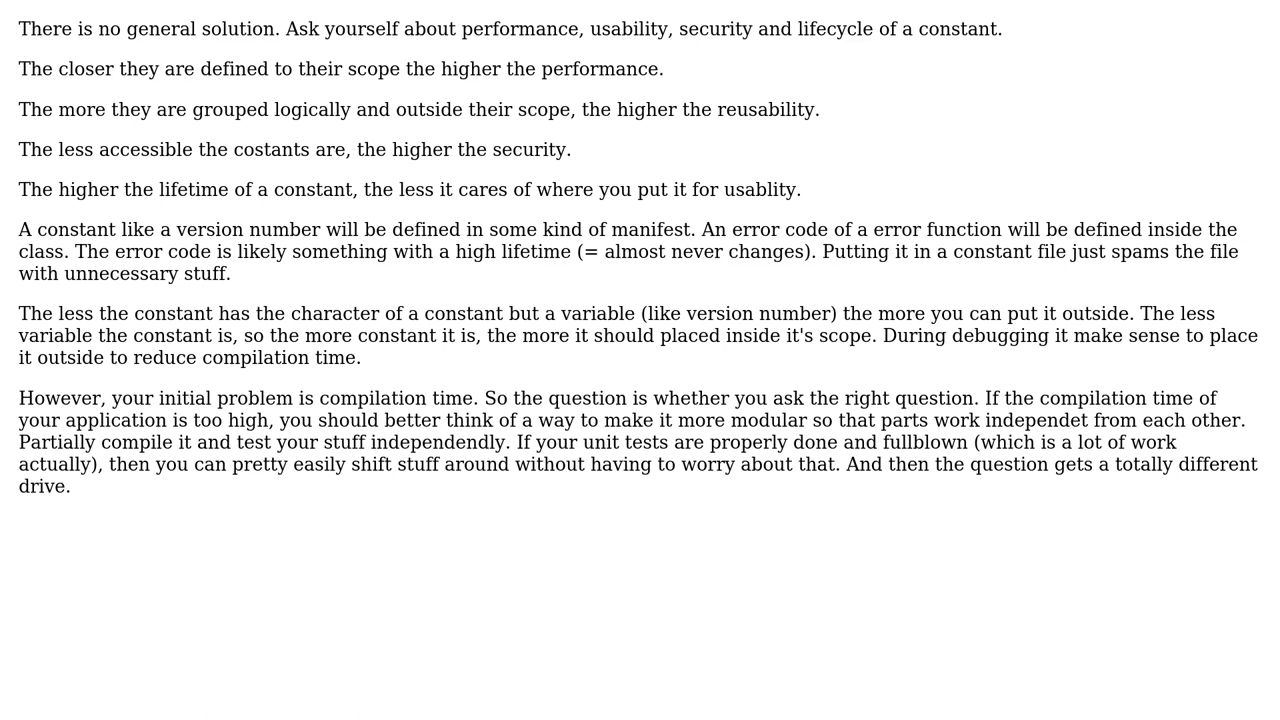 There is no general solution. Ask yourself about performance, usability, security and lifecycle of a constant.
The closer they are defined to their scope the higher the performance.
The more they are grouped logically and outside their scope, the higher the reusability.
The less accessible the costants are, the higher the security.
The higher the lifetime of a constant, the less it cares of where you put it for usablity.
A constant like a version number will be defined in some kind of manifest. An error code of a error function will be defined inside the
class. The error code is likely something with a high lifetime (= almost never changes). Putting it in a constant file just spams the file
with unnecessary stuff.
The less the constant has the character of a constant but a variable (like version number) the more you can put it outside. The less
variable the constant is, so the more constant it is, the more it should placed inside it's scope. During debugging it make sense to place
it outside to reduce compilation time.
However, your initial problem is compilation time. So the question is whether you ask the right question. If the compilation time of
your application is too high, you should better think of a way to make it more modular so that parts work independet from each other.
Partially compile it and test your stuff independendly. If your unit tests are properly done and fullblown (which is a lot of work
actually), then you can pretty easily shift stuff around without having to worry about that. And then the question gets a totally different
drive.